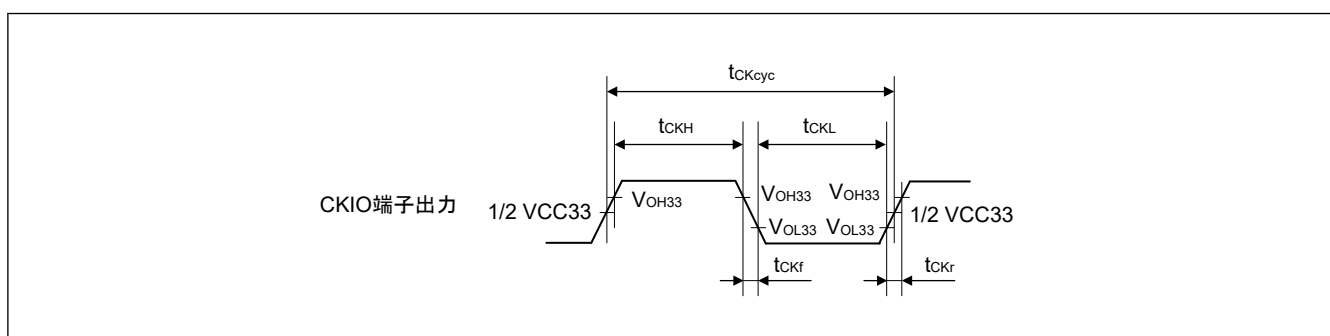 tCKcyc
tCKH tCKL
CKIO端子出力 1/2 VCC33 VOH33 VOH33 VOH33 1/2 VCC33
VOL33 VOL33
tCKf tCKr